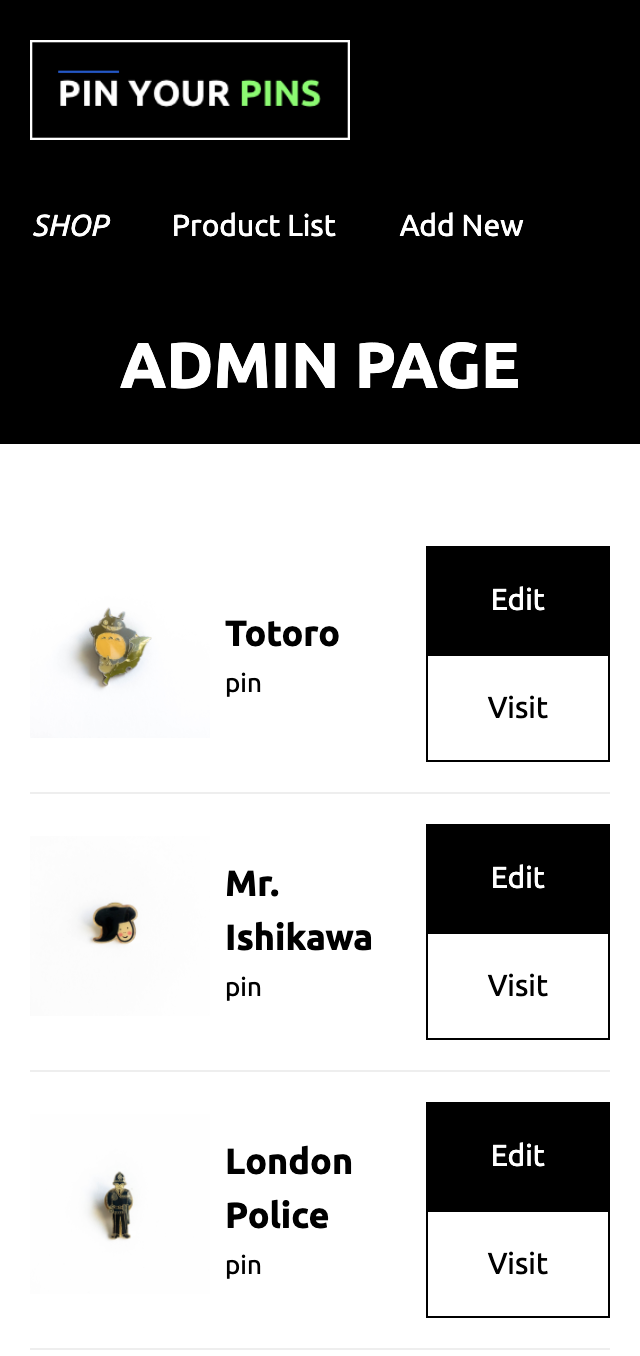 PIN YOUR PINS
SHOP Product List Add New
ADMIN PAGE
Totoro
pin
Edit
Visit
Mr.
Ishikawa
pin
Edit
Visit
London
Police
pin
Edit
Visit